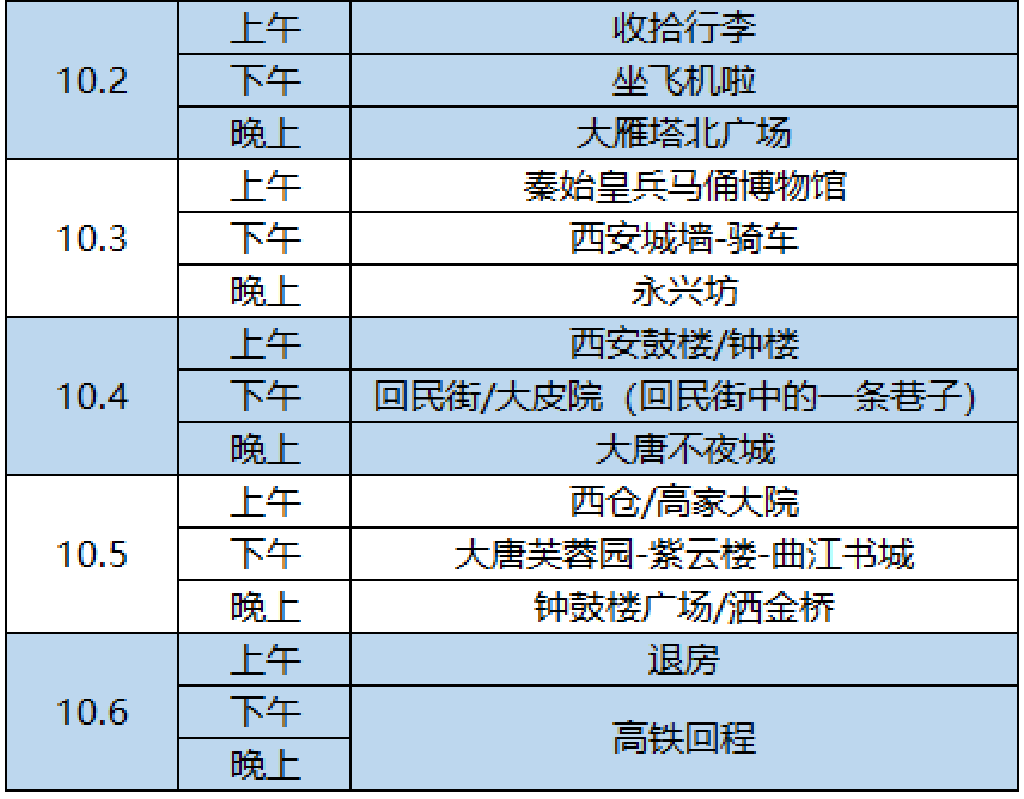 10.2
上午
收拾行李
下午
坐飞机啦
晚上
大雁塔北广场
10.3
上午
秦始皇兵马俑博物馆
下午
西安城墙-骑车
晚上
永兴坊
10.4
上午
西安鼓楼/钟楼
下午
回民街/大皮院（回民街中的一条巷子）
晚上
大唐不夜城
10.5
上午
西仓/高家大院
下午
大唐芙蓉园-紫云楼-曲江书城
晚上
钟鼓楼广场/洒金桥
10.6
上午
退房
下午
高铁回程
晚上